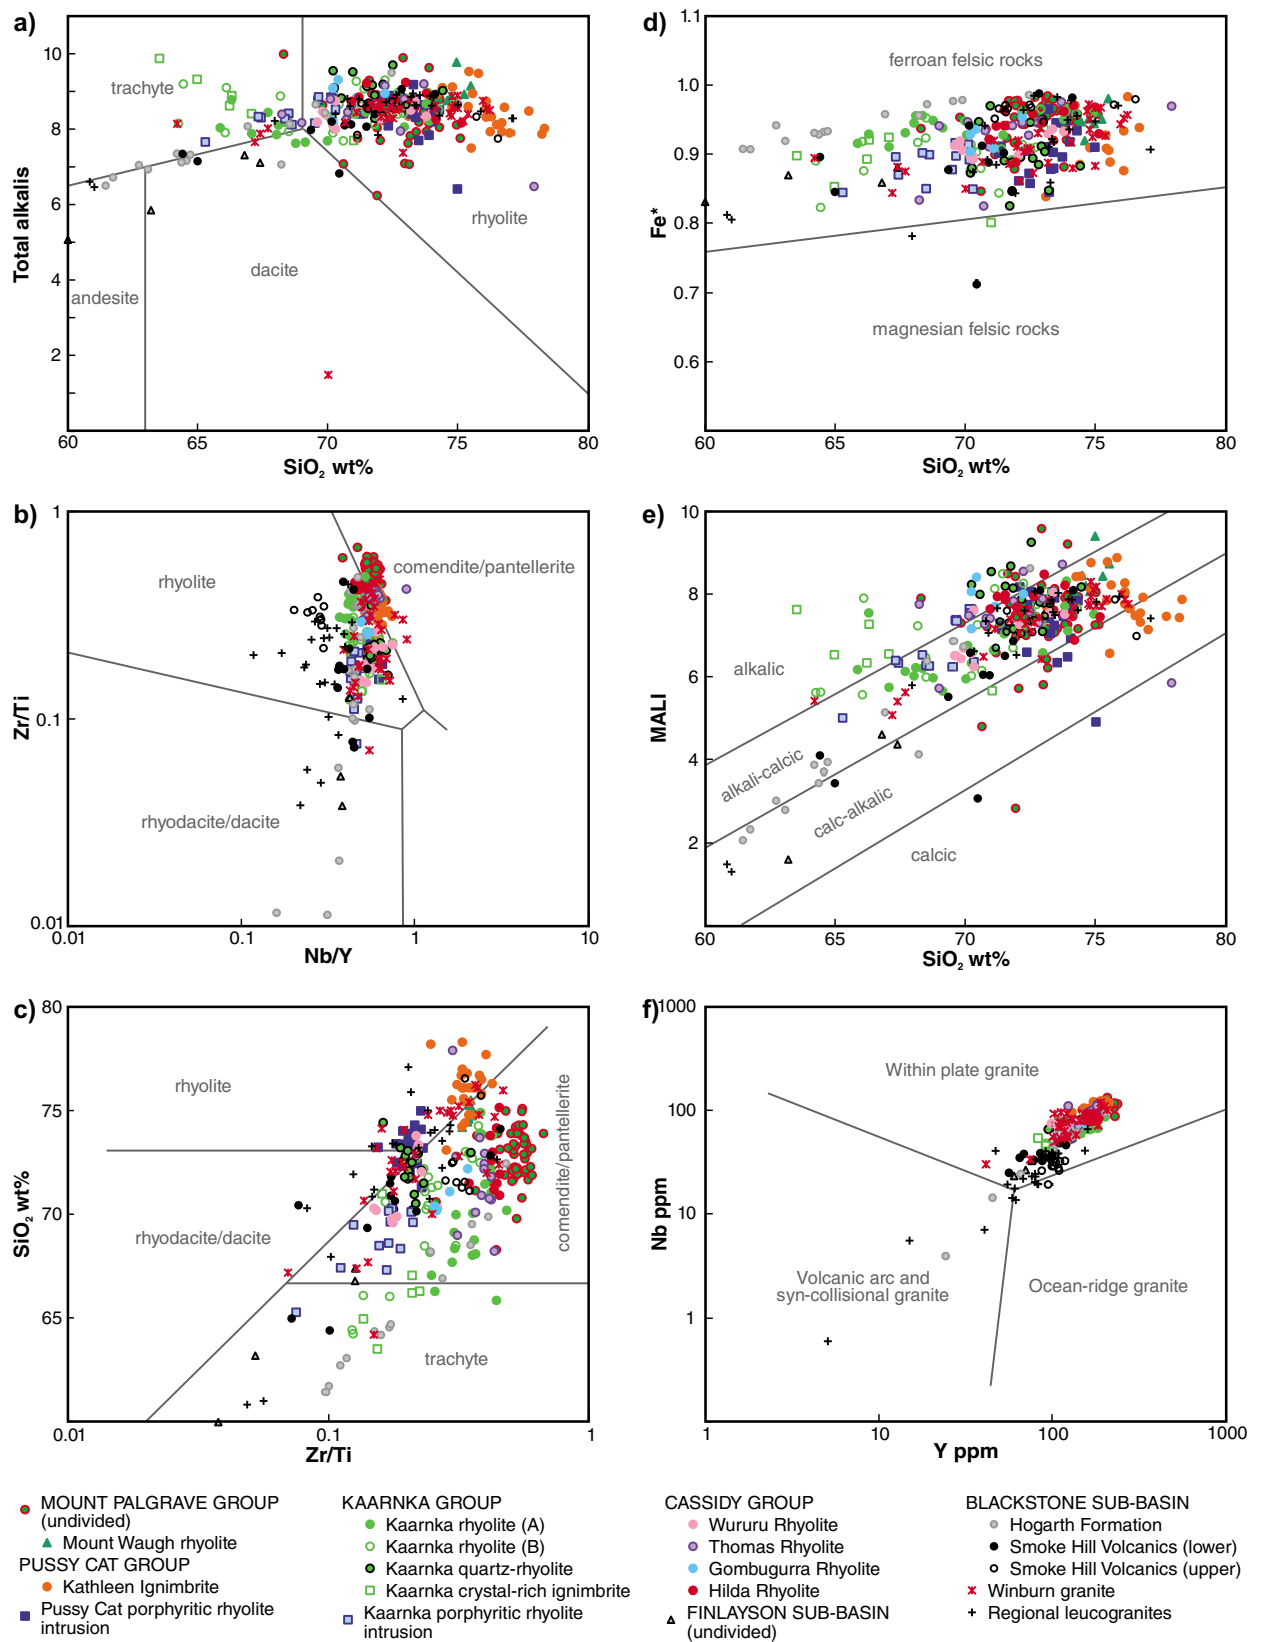 a)
10
8
6
4
2
Total alkalis
trachyte
andesite
dacite
rhyolite
60 65 70 75 80
SiO2 wt%
d)
1.1
1.0
0.9
0.8
0.7
0.6
Fe*
ferroan felsic rocks
magnesian felsic rocks
60 65 70 75 80
SiO2 wt%
b)
1
0.1
0.01
Zr/Ti
rhyolite
comendite/pantellerite
rhyodacite/dacite
0.01 0.1 1 10
Nb/Y
e)
10
8
6
4
2
MALI
alkalic
alkali-calcic
calc-alkalic
calcic
60 65 70 75 80
SiO2 wt%
c)
80
75
70
65
SiO2 wt%
rhyolite
rhyodacite/dacite
comendite/pantellerite
trachyte
0.01 0.1 1
Zr/Ti
f)
1000
100
10
1
Nb ppm
Within plate granite
Volcanic arc and
syn-collisional granite
Ocean-ridge granite
1 10 100 1000
Y ppm
MOUNT PALGRAVE GROUP
(undivided)
Mount Waugh rhyolite
PUSSY CAT GROUP
Kathleen Ignimbrite
Pussy Cat porphyritic rhyolite
intrusion
KAARNKA GROUP
Kaarnka rhyolite (A)
Kaarnka rhyolite (B)
Kaarnka quartz-rhyolite
Kaarnka crystal-rich ignimbrite
Kaarnka porphyritic rhyolite
intrusion
CASSIDY GROUP
Wururu Rhyolite
Thomas Rhyolite
Gombugurra Rhyolite
Hilda Rhyolite
FINLAYSON SUB-BASIN
(undivided)
BLACKSTONE SUB-BASIN
Hogarth Formation
Smoke Hill Volcanics (lower)
Smoke Hill Volcanics (upper)
Winburn granite
Regional leucogranites